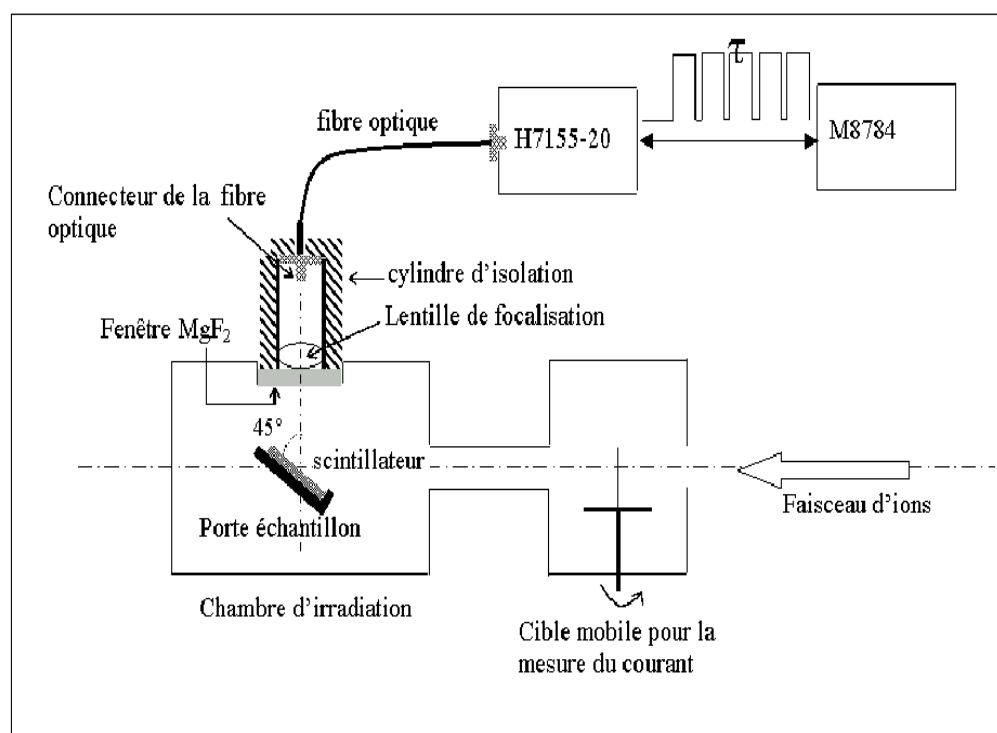 τ
fibre optique
H7155-20
M8784
Connecteur de la fibre
optique
cylindre d'isolation
Lentille de focalisation
Fenêtre MgF₂
45°
scintillateur
Faisceau d'ions
Porte échantillon
Chambre d'irradiation
Cible mobile pour la
mesure du courant